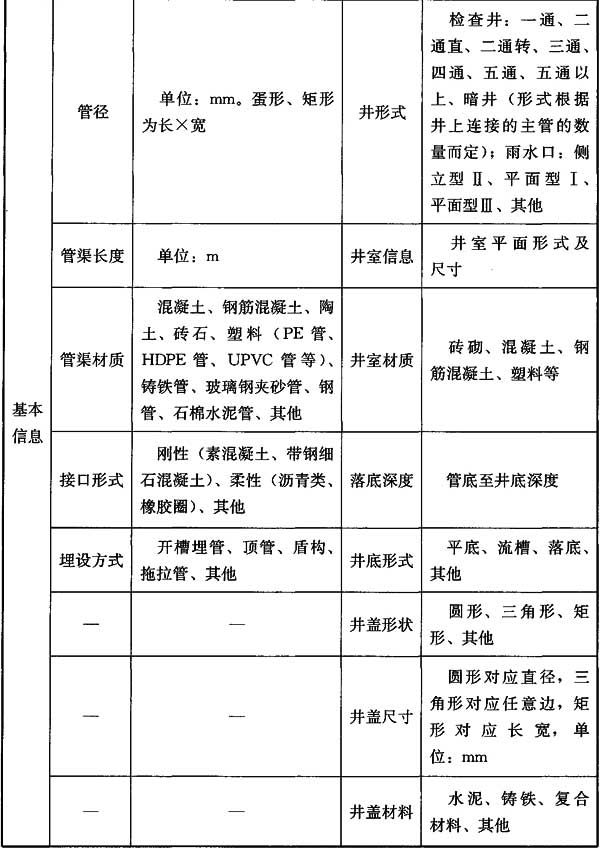 基本
信息
管径
单位：mm。蛋形、矩形
为长×宽
井形式
检查井：一通、二
通直、二通转、三通、
四通、五通、五通以
上、暗井（形式根据
井上连接的主管的数
量而定）；雨水口：侧
立型Ⅱ、平面型Ⅰ、
平面型Ⅲ、其他
管渠长度
单位：m
井室信息
井室平面形式及
尺寸
管渠材质
混凝土、钢筋混凝土、陶
土、砖石、塑料（PE管、
HDPE管、UPVC管等）、
铸铁管、玻璃钢夹砂管、钢
管、石棉水泥管、其他
井室材质
砖砌、混凝土、钢
筋混凝土、塑料等
接口形式
刚性（素混凝土、带钢细
石混凝土）、柔性（沥青类、
橡胶圈）、其他
落底深度
管底至井底深度
埋设方式
开槽埋管、顶管、盾构、
拖拉管、其他
井底形式
平底、流槽、落底、
其他
—
—
井盖形状
圆形、三角形、矩
形、其他
—
—
井盖尺寸
圆形对应直径，三
角形对应任意边，矩
形对应长宽，单
位：mm
—
—
井盖材料
水泥、铸铁、复合
材料、其他